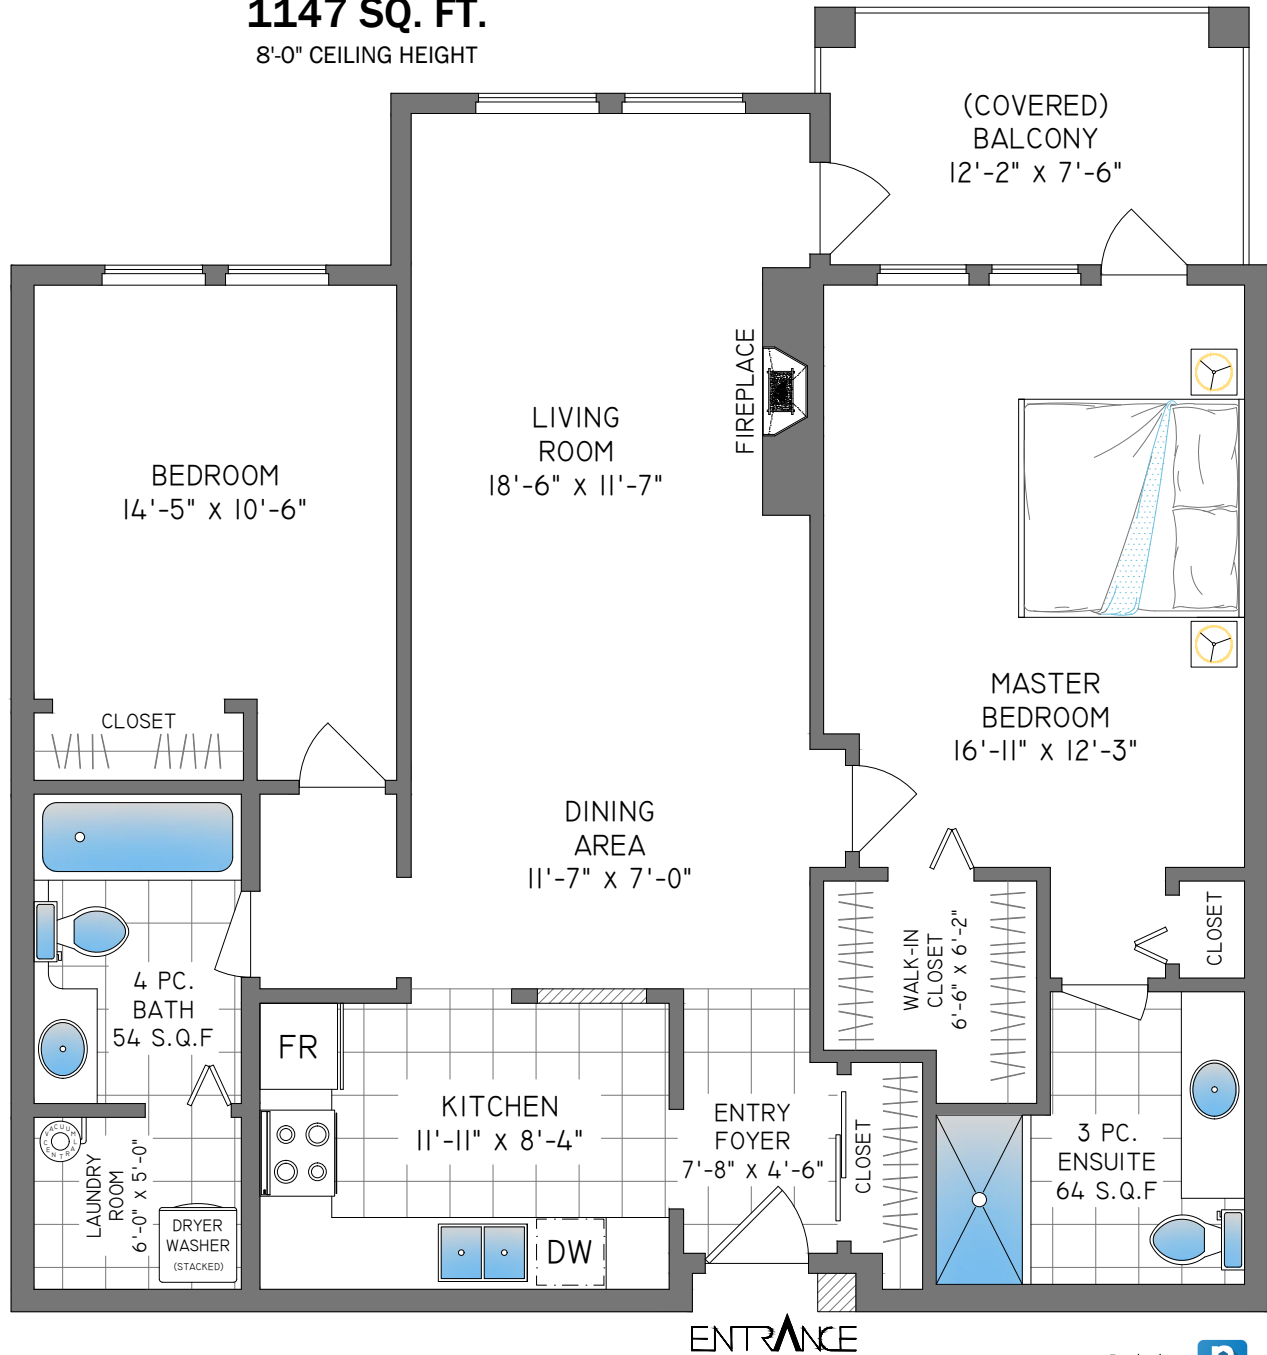 1147 SQ. FT.
8'-0" CEILING HEIGHT
(COVERED)
BALCONY
12'-2" X 7'-6"
FIREPLACE
LIVING
ROOM
18'-6" X 11'-7"
BEDROOM
14'-5" X 10'-6"
MASTER
BEDROOM
16'-11" X 12'-3"
CLOSET
DINING
AREA
11'-7" X 7'-0"
WALK-IN
CLOSET
6'-6" X 6'-2"
CLOSET
4 PC.
BATH
54 S.Q.F
FR
KITCHEN
11'-11" X 8'-4"
ENTRY
FOYER
7'-8" X 4'-6"
CLOSET
3 PC.
ENSUITE
64 S.Q.F
VACUUM
CENTRAL
LAUNDRY
ROOM
6'-0" X 5'-0"
DRYER
WASHER
(STACKED)
DW
ENTRANCE